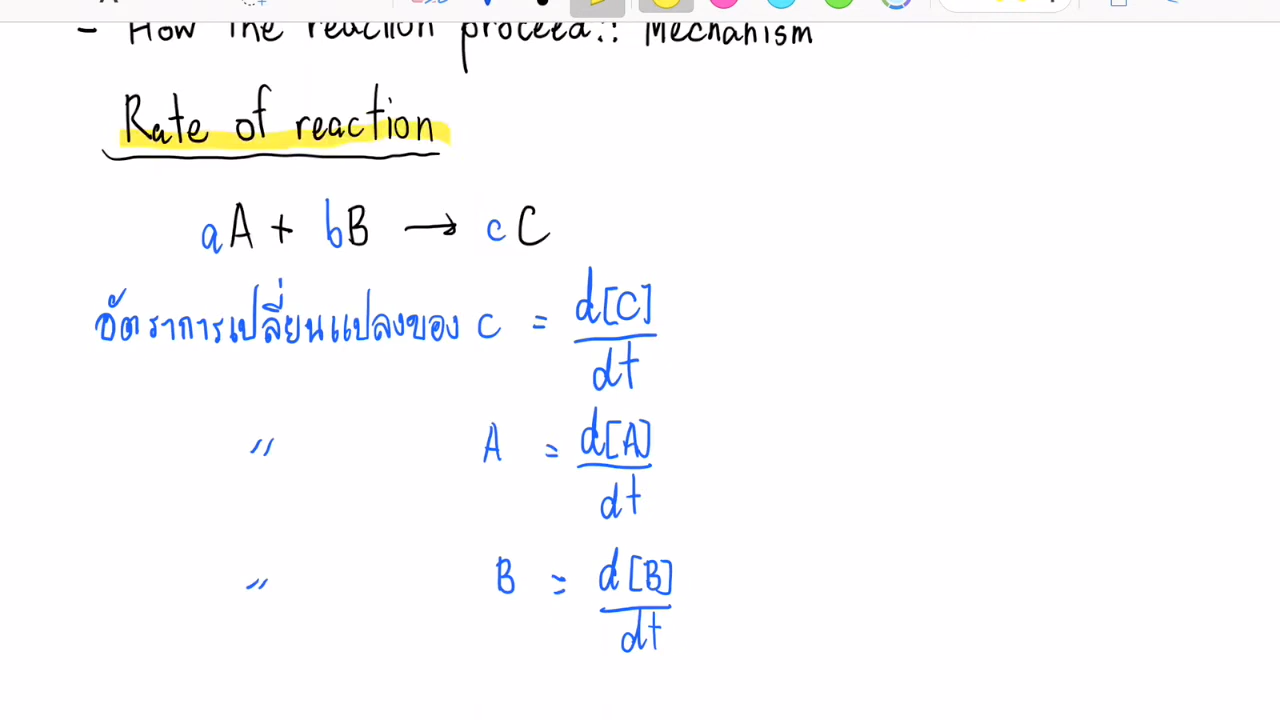 - How the reaction proceed :: Mechanism
Rate of reaction
aA + bB → cC
อัตราการเปลี่ยนแปลงของ C = d[C]/dt
〃 A = d[A]/dt
〃 B = d[B]/dt